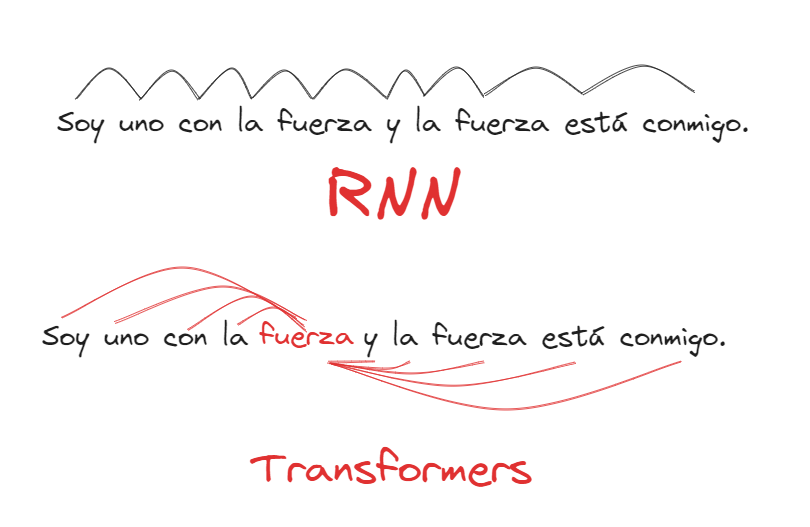 Soy uno con la fuerza y la fuerza está conmigo.
RNN
Soy uno con la fuerza y la fuerza está conmigo.
Transformers